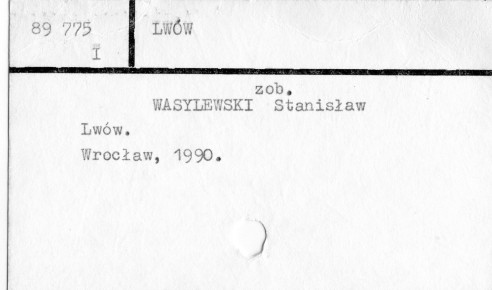 89 775
I
LWÓW
zob.
WASYLEWSKI Stanisław
Lwów.
Wrocław, 1990.